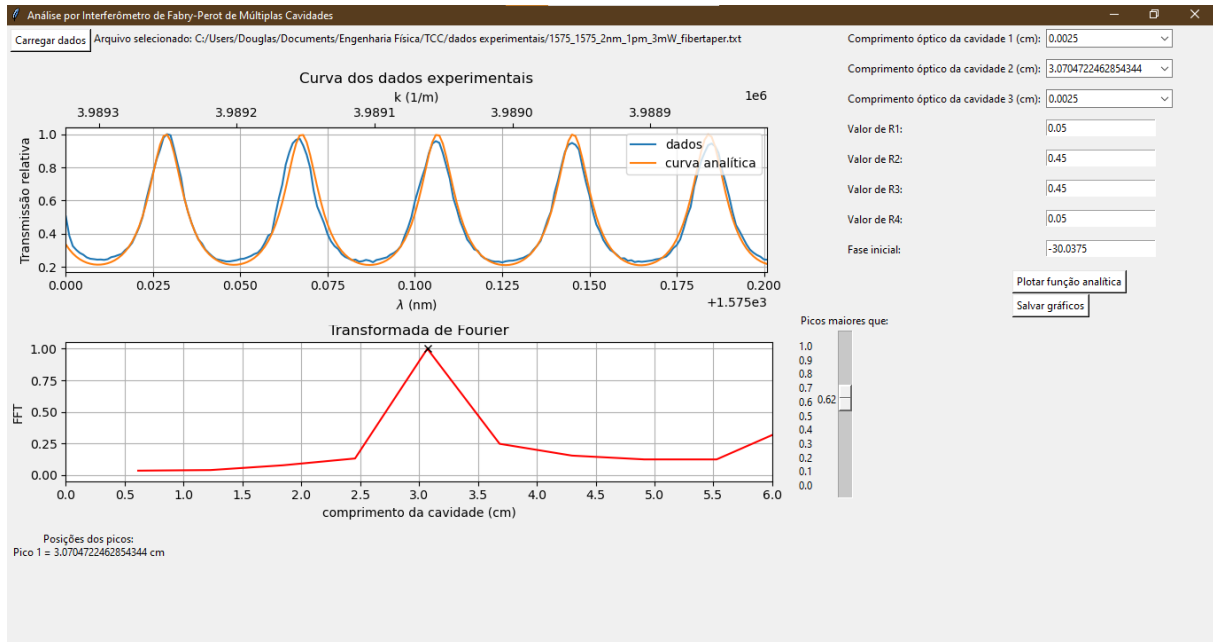 Análise por Interferômetro de Fabry-Perot de Múltiplas Cavidades
Carregar dados Arquivo selecionado: C:/Users/Douglas/Documents/Engenharia Física/TCC/dados experimentais/1575_1575_2nm_1pm_3mW_fibertaper.txt
Curva dos dados experimentais
k (1/m)
1e6
3.9893 3.9892 3.9891 3.9890 3.9889
Transmissão relativa
1.0
0.8
0.6
0.4
0.2
dados
curva analítica
0.000 0.025 0.050 0.075 0.100 0.125 0.150 0.175 0.200
λ (nm)
+1.575e3
Transformada de Fourier
FFT
1.00
0.75
0.50
0.25
0.00
0.0 0.5 1.0 1.5 2.0 2.5 3.0 3.5 4.0 4.5 5.0 5.5 6.0
comprimento da cavidade (cm)
Posições dos picos:
Pico 1 = 3.0704722462854344 cm
Comprimento óptico da cavidade 1 (cm): 0.0025
Comprimento óptico da cavidade 2 (cm): 3.0704722462854344
Comprimento óptico da cavidade 3 (cm): 0.0025
Valor de R1: 0.05
Valor de R2: 0.45
Valor de R3: 0.45
Valor de R4: 0.05
Fase inicial: -30.0375
Plotar função analítica
Salvar gráficos
Picos maiores que:
1.0
0.9
0.8
0.7
0.6 0.62
0.5
0.4
0.3
0.2
0.1
0.0